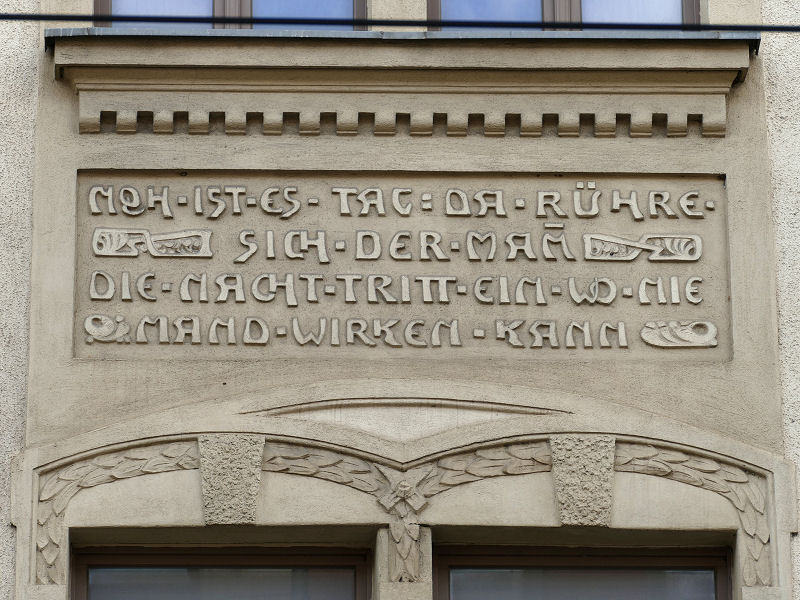 NOCH·IST·ES· TAG: DA· RÜHRE·
SICH·DER·MAN̅
DIE·NACHT·TRITT·EIN·WO·NIE
MAND·WIRKEN·KANN